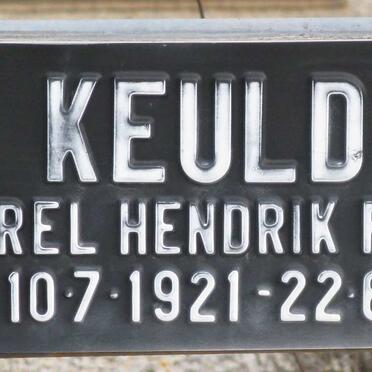 KEULD
REL HENDRIK
10·7·1921-22·